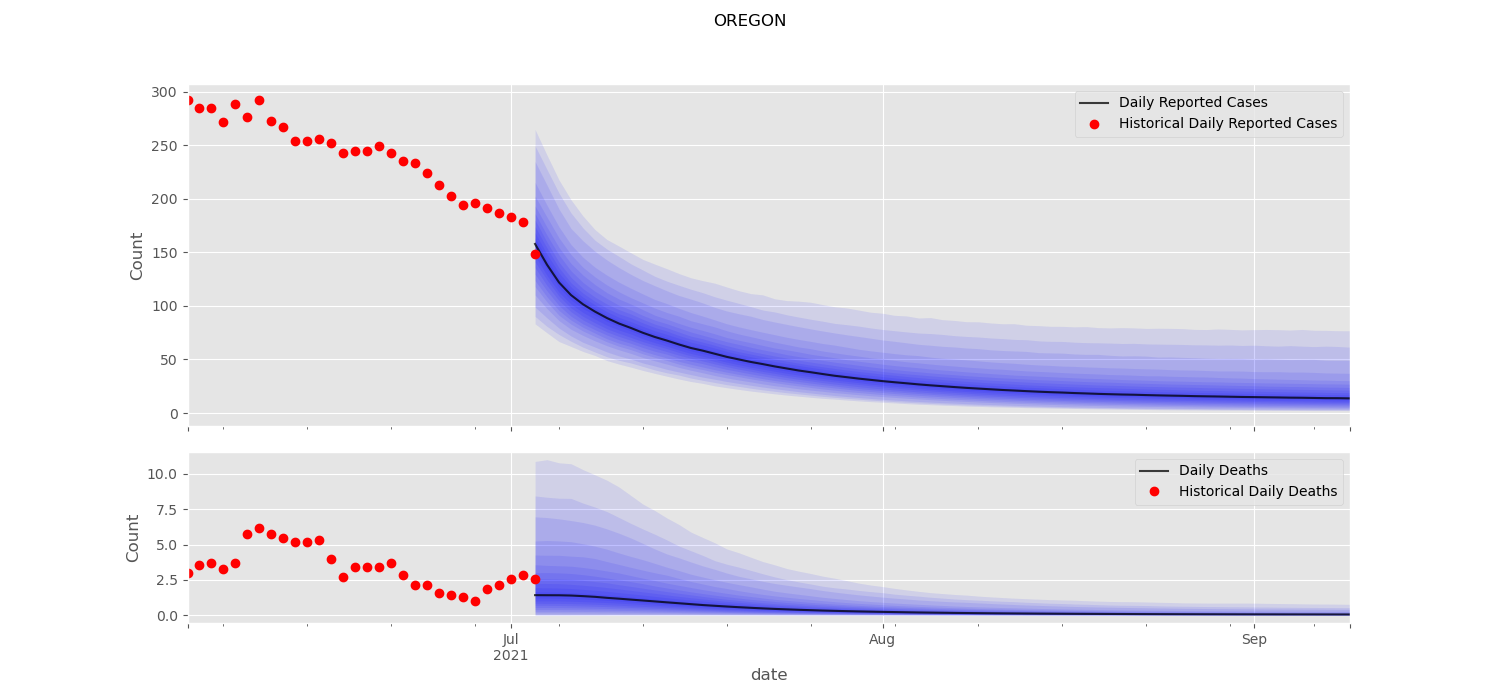 OREGON
300
250
200
150
100
50
0
Count
Daily Reported Cases
Historical Daily Reported Cases
10.0
7.5
5.0
2.5
0.0
Count
Daily Deaths
Historical Daily Deaths
Jul
2021
Aug
Sep
date